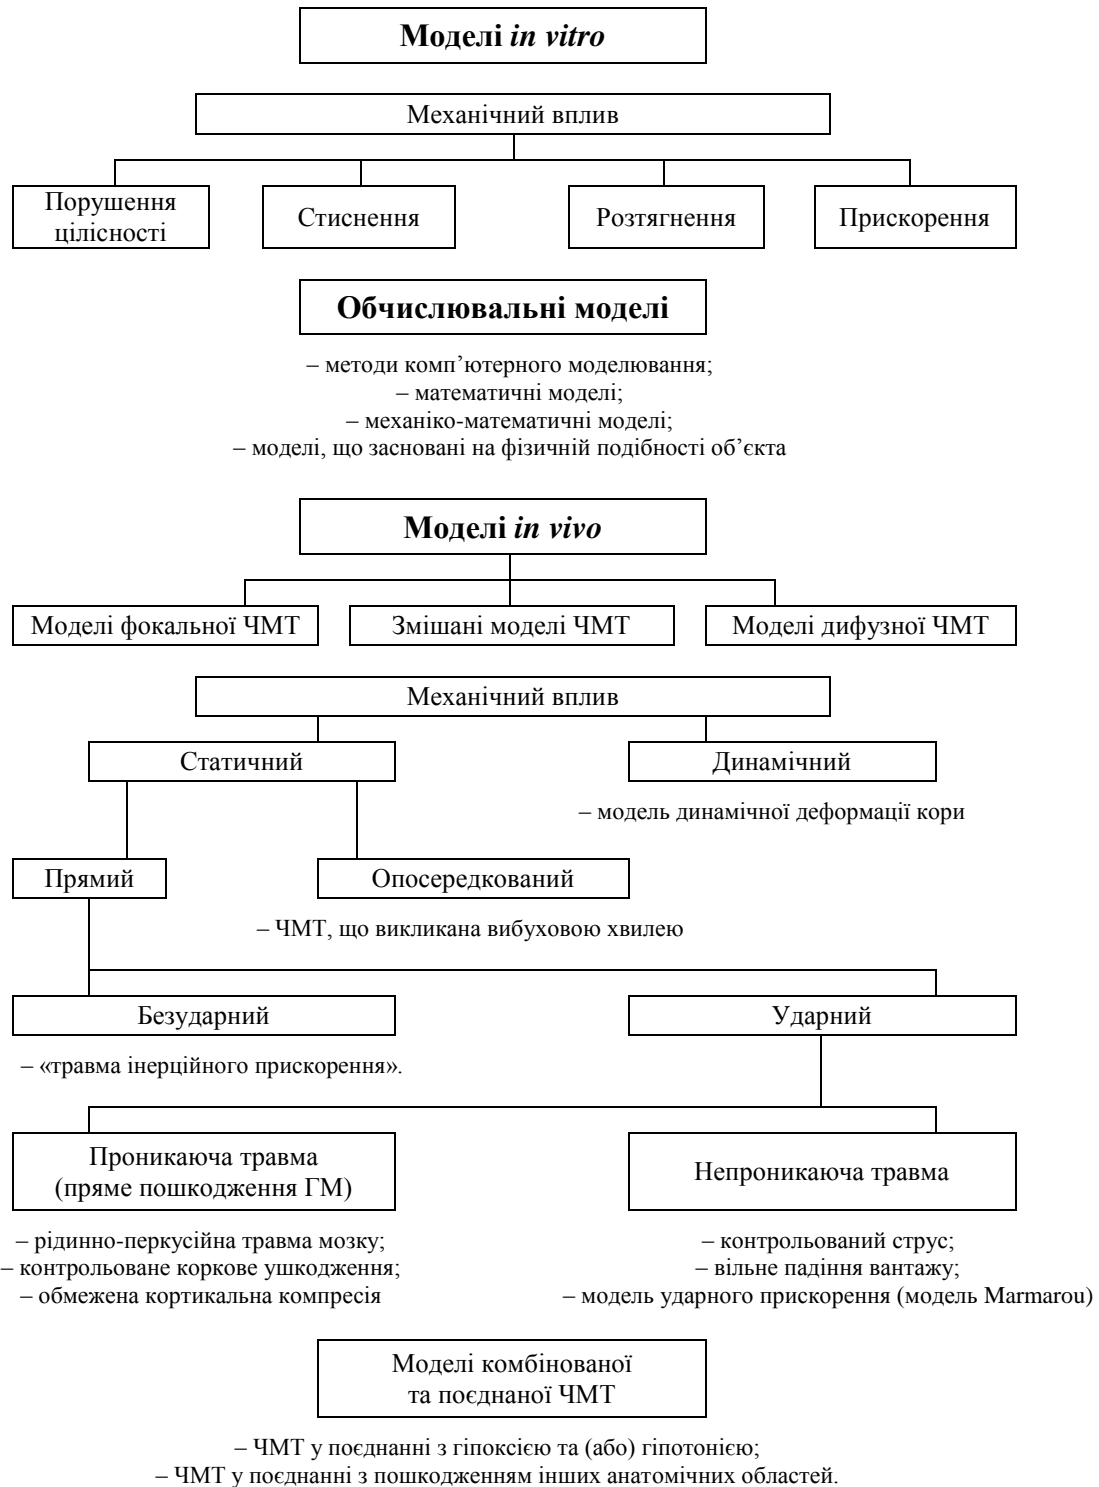 Моделі in vitro
Механічний вплив
Порушення
цілісності
Стиснення
Розтягнення
Прискорення
Обчислювальні моделі
– методи комп’ютерного моделювання;
– математичні моделі;
– механіко-математичні моделі;
– моделі, що засновані на фізичній подібності об’єкта
Моделі in vivo
Моделі фокальної ЧМТ
Змішані моделі ЧМТ
Моделі дифузної ЧМТ
Механічний вплив
Статичний
Динамічний
– модель динамічної деформації кори
Прямий
Опосередкований
– ЧМТ, що викликана вибуховою хвилею
Безударний
Ударний
– «травма інерційного прискорення».
Проникаюча травма
(пряме пошкодження ГМ)
Непроникаюча травма
– рідинно-перкусійна травма мозку;
– контрольоване коркове ушкодження;
– обмежена кортикальна компресія
– контрольований струс;
– вільне падіння вантажу;
– модель ударного прискорення (модель Marmarou)
Моделі комбінованої
та поєднаної ЧМТ
– ЧМТ у поєднанні з гіпоксією та (або) гіпотонією;
– ЧМТ у поєднанні з пошкодженням інших анатомічних областей.